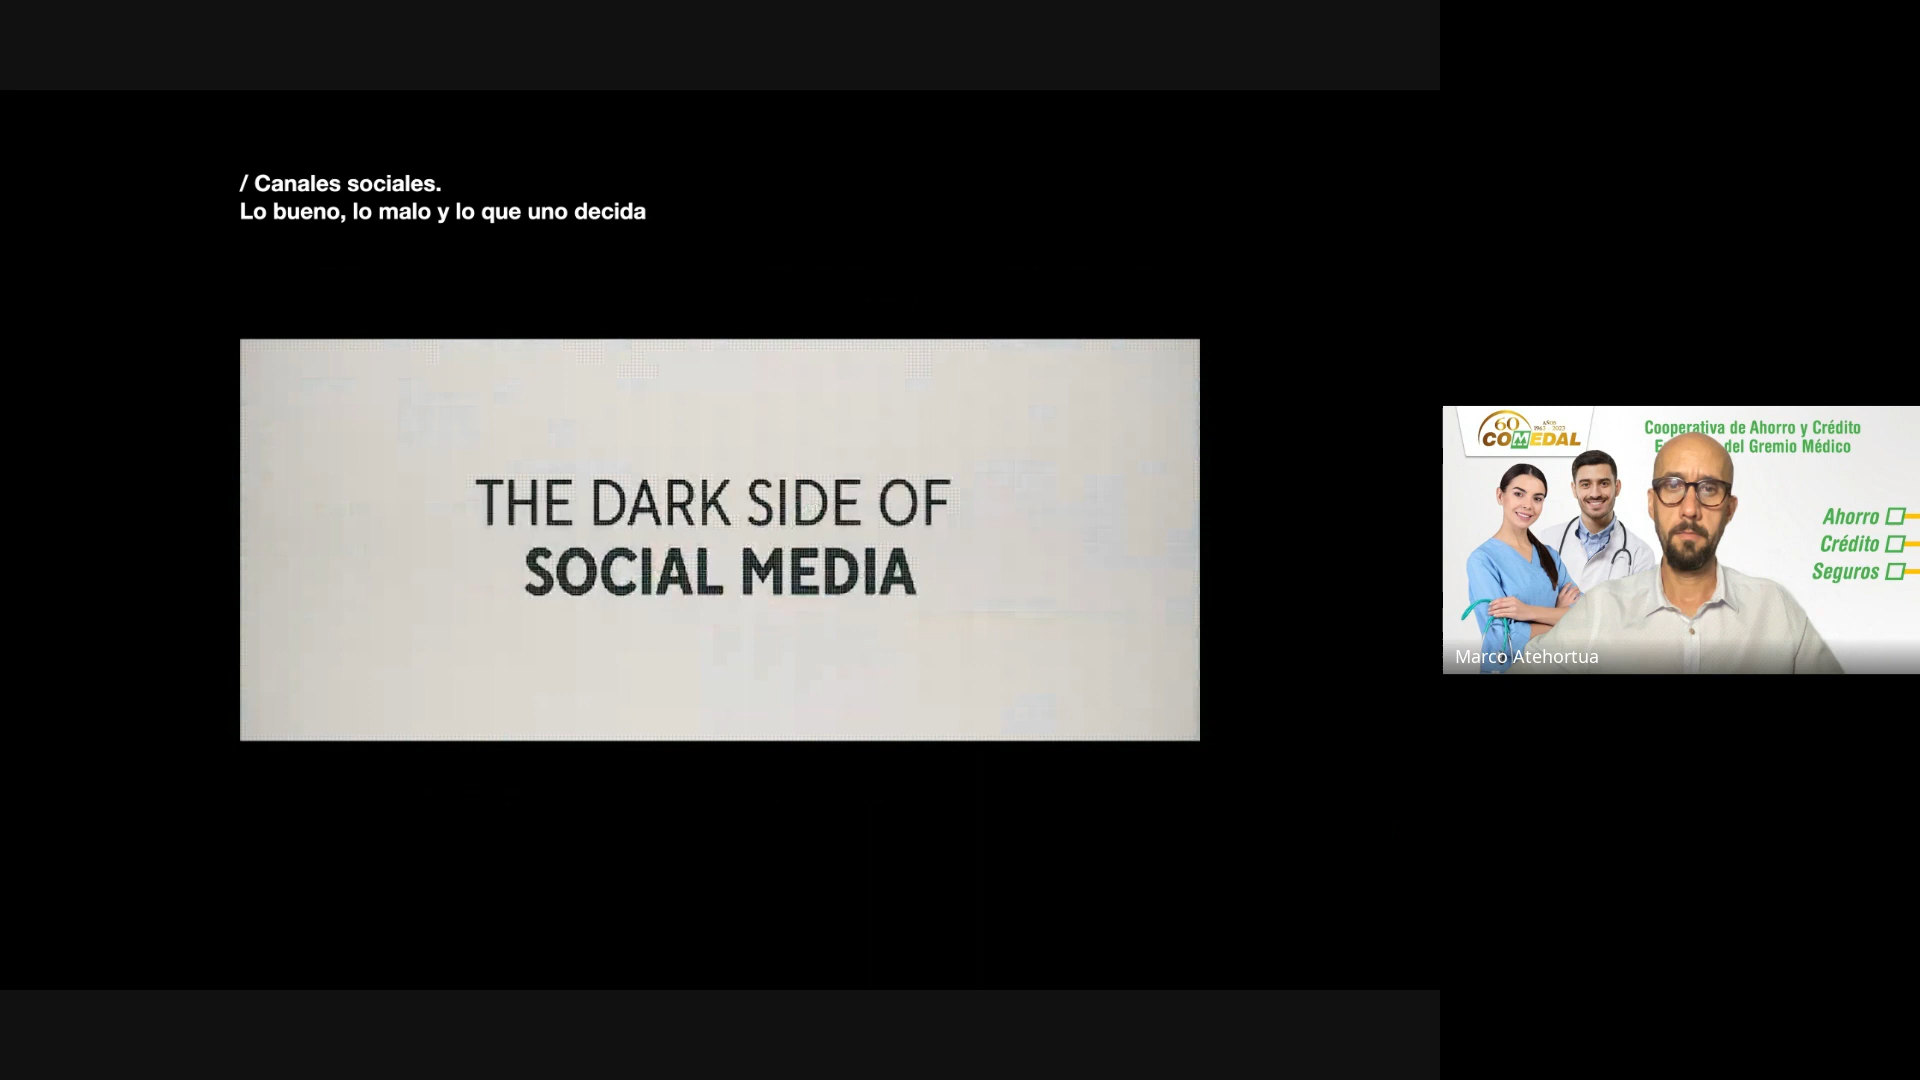 / Canales sociales.
Lo bueno, lo malo y lo que uno decida
THE DARK SIDE OF
SOCIAL MEDIA
60
AÑOS
COMEDAL
Cooperativa de Ahorro y Crédito
del Gremio Médico
Ahorro
Crédito
Seguros
Marco Atehortua